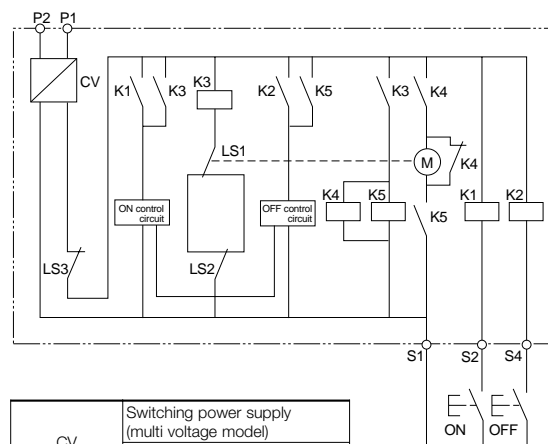 P2 P1
CV
K1 K3 K3 K2 K5 K3 K4
LS1
M
K4
ON control
circuit
OFF control
circuit
K4 K5 K1 K2
K5
LS3 LS2
S1 S2 S4
ON OFF
CV
Switching power supply
(multi voltage model)